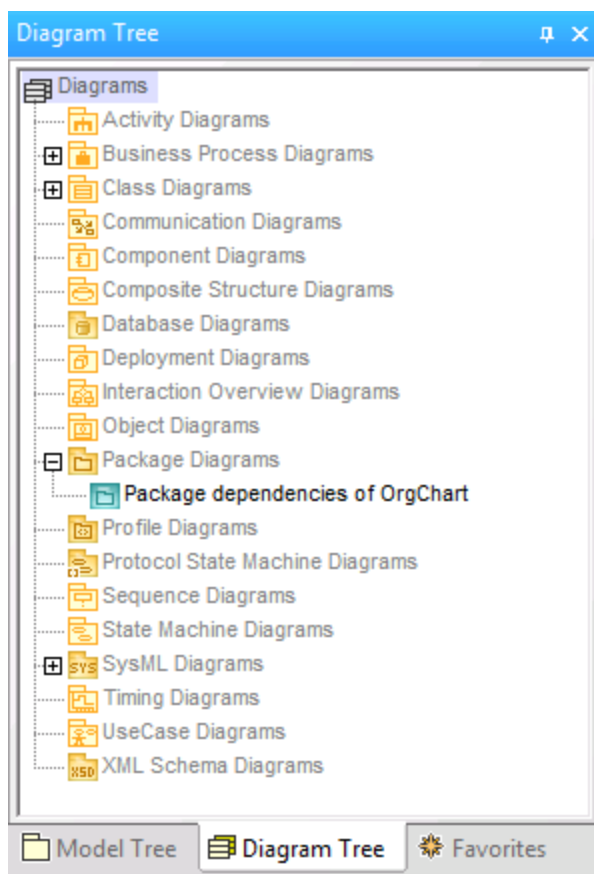 Diagram Tree
Diagrams
Activity Diagrams
Business Process Diagrams
Class Diagrams
Communication Diagrams
Component Diagrams
Composite Structure Diagrams
Database Diagrams
Deployment Diagrams
Interaction Overview Diagrams
Object Diagrams
Package Diagrams
Package dependencies of OrgChart
Profile Diagrams
Protocol State Machine Diagrams
Sequence Diagrams
State Machine Diagrams
SYS SysML Diagrams
Timing Diagrams
UseCase Diagrams
XSD XML Schema Diagrams
Model Tree Diagram Tree Favorites